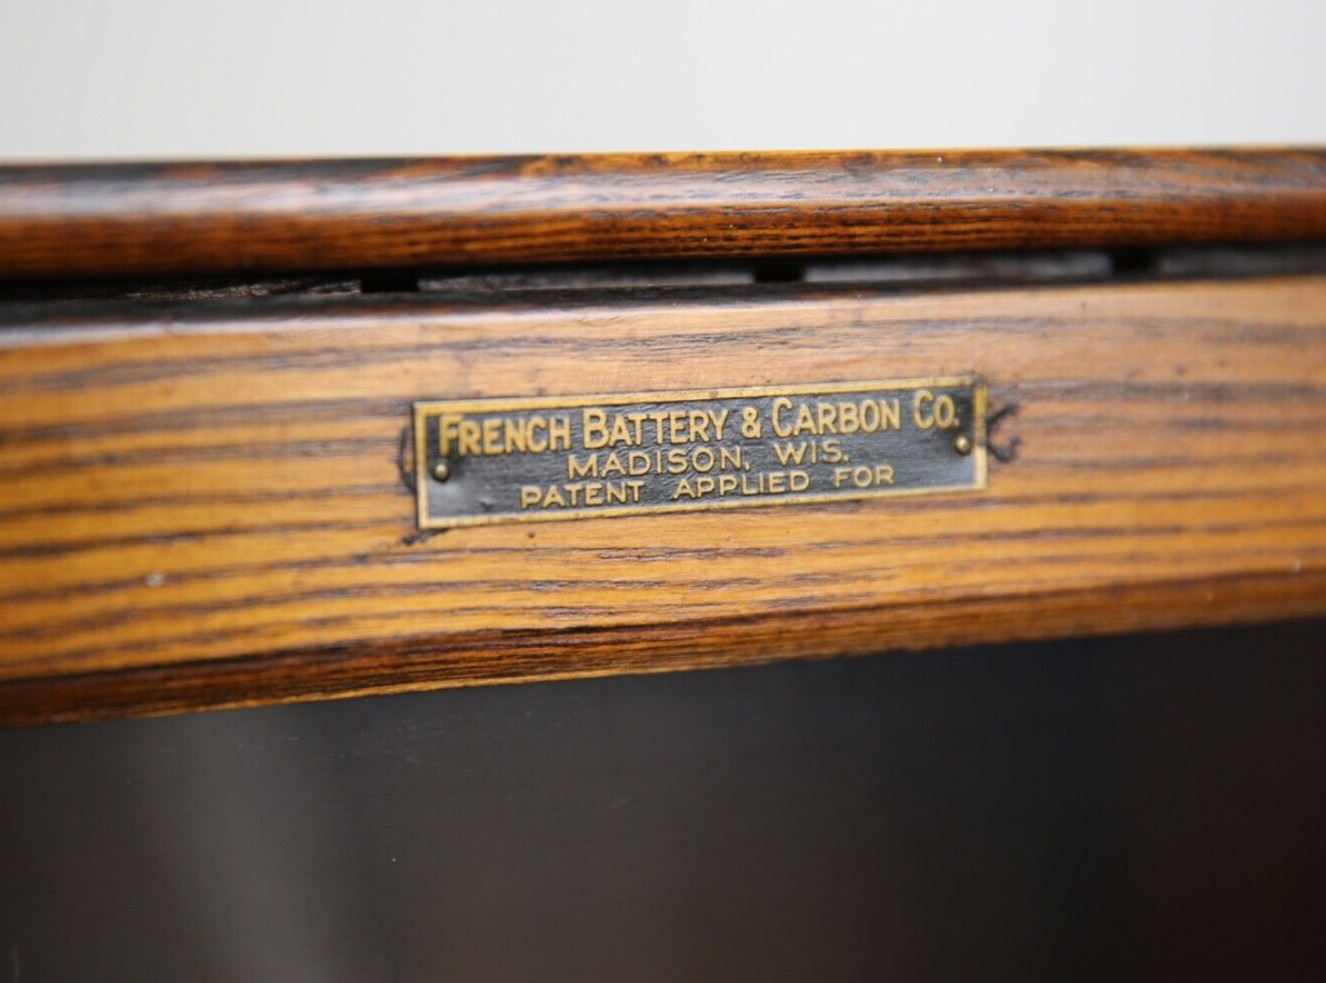 FRENCH BATTERY & CARBON CO.
MADISON, WIS.
PATENT APPLIED FOR